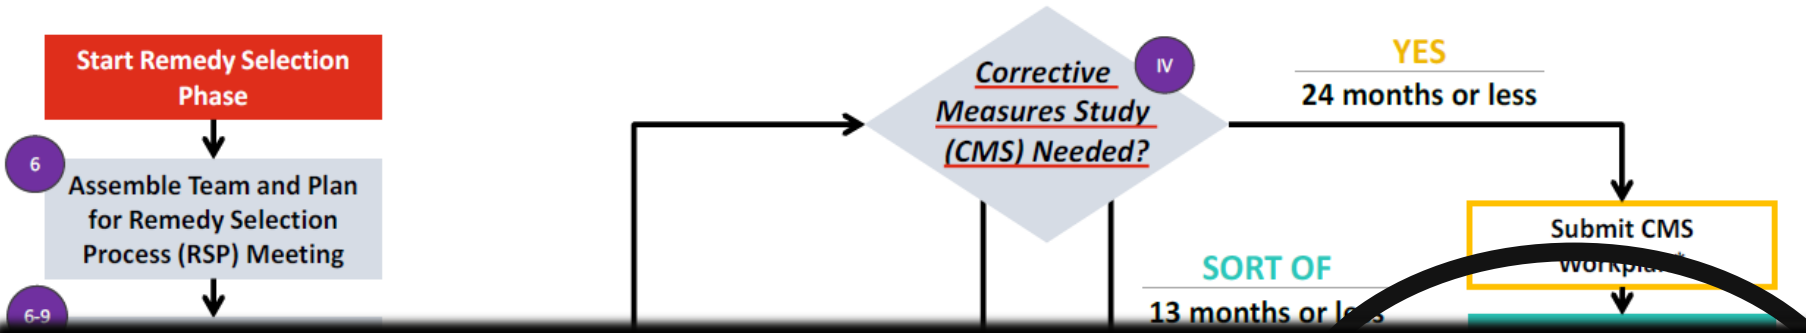 Start Remedy Selection
Phase
6
Assemble Team and Plan
for Remedy Selection
Process (RSP) Meeting
6-9
Corrective
Measures Study
(CMS) Needed?
IV
YES
24 months or less
Submit CMS
SORT OF
13 months or less